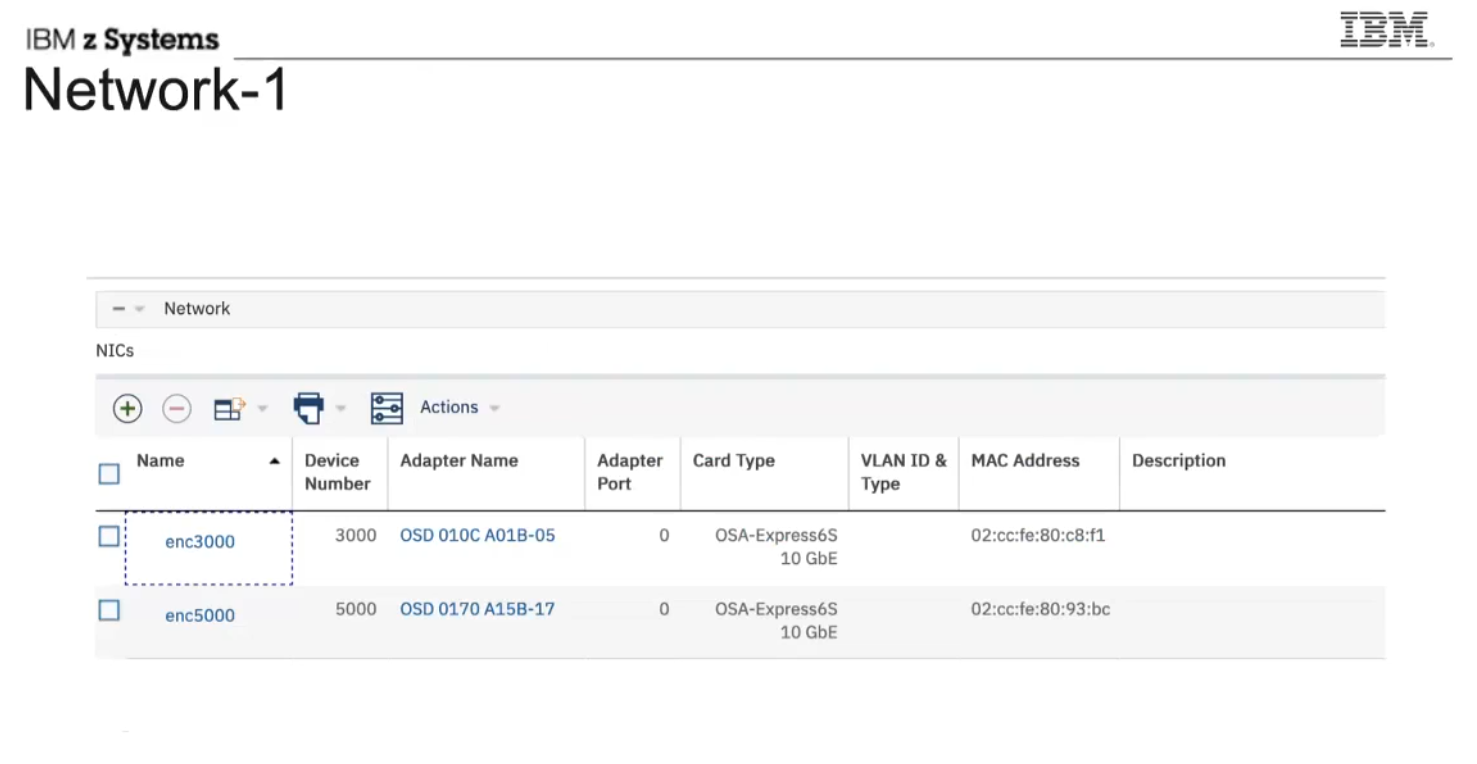 IBM z Systems
IBM.
Network-1
Network
NICs
Actions
Name
Device Number
Adapter Name
Adapter Port
Card Type
VLAN ID & Type
MAC Address
Description
enc3000 3000 OSD 010C A01B-05 0 OSA-Express6S 02:cc:fe:80:c8:f1
10 GbE
enc5000 5000 OSD 0170 A15B-17 0 OSA-Express6S 02:cc:fe:80:93:bc
10 GbE